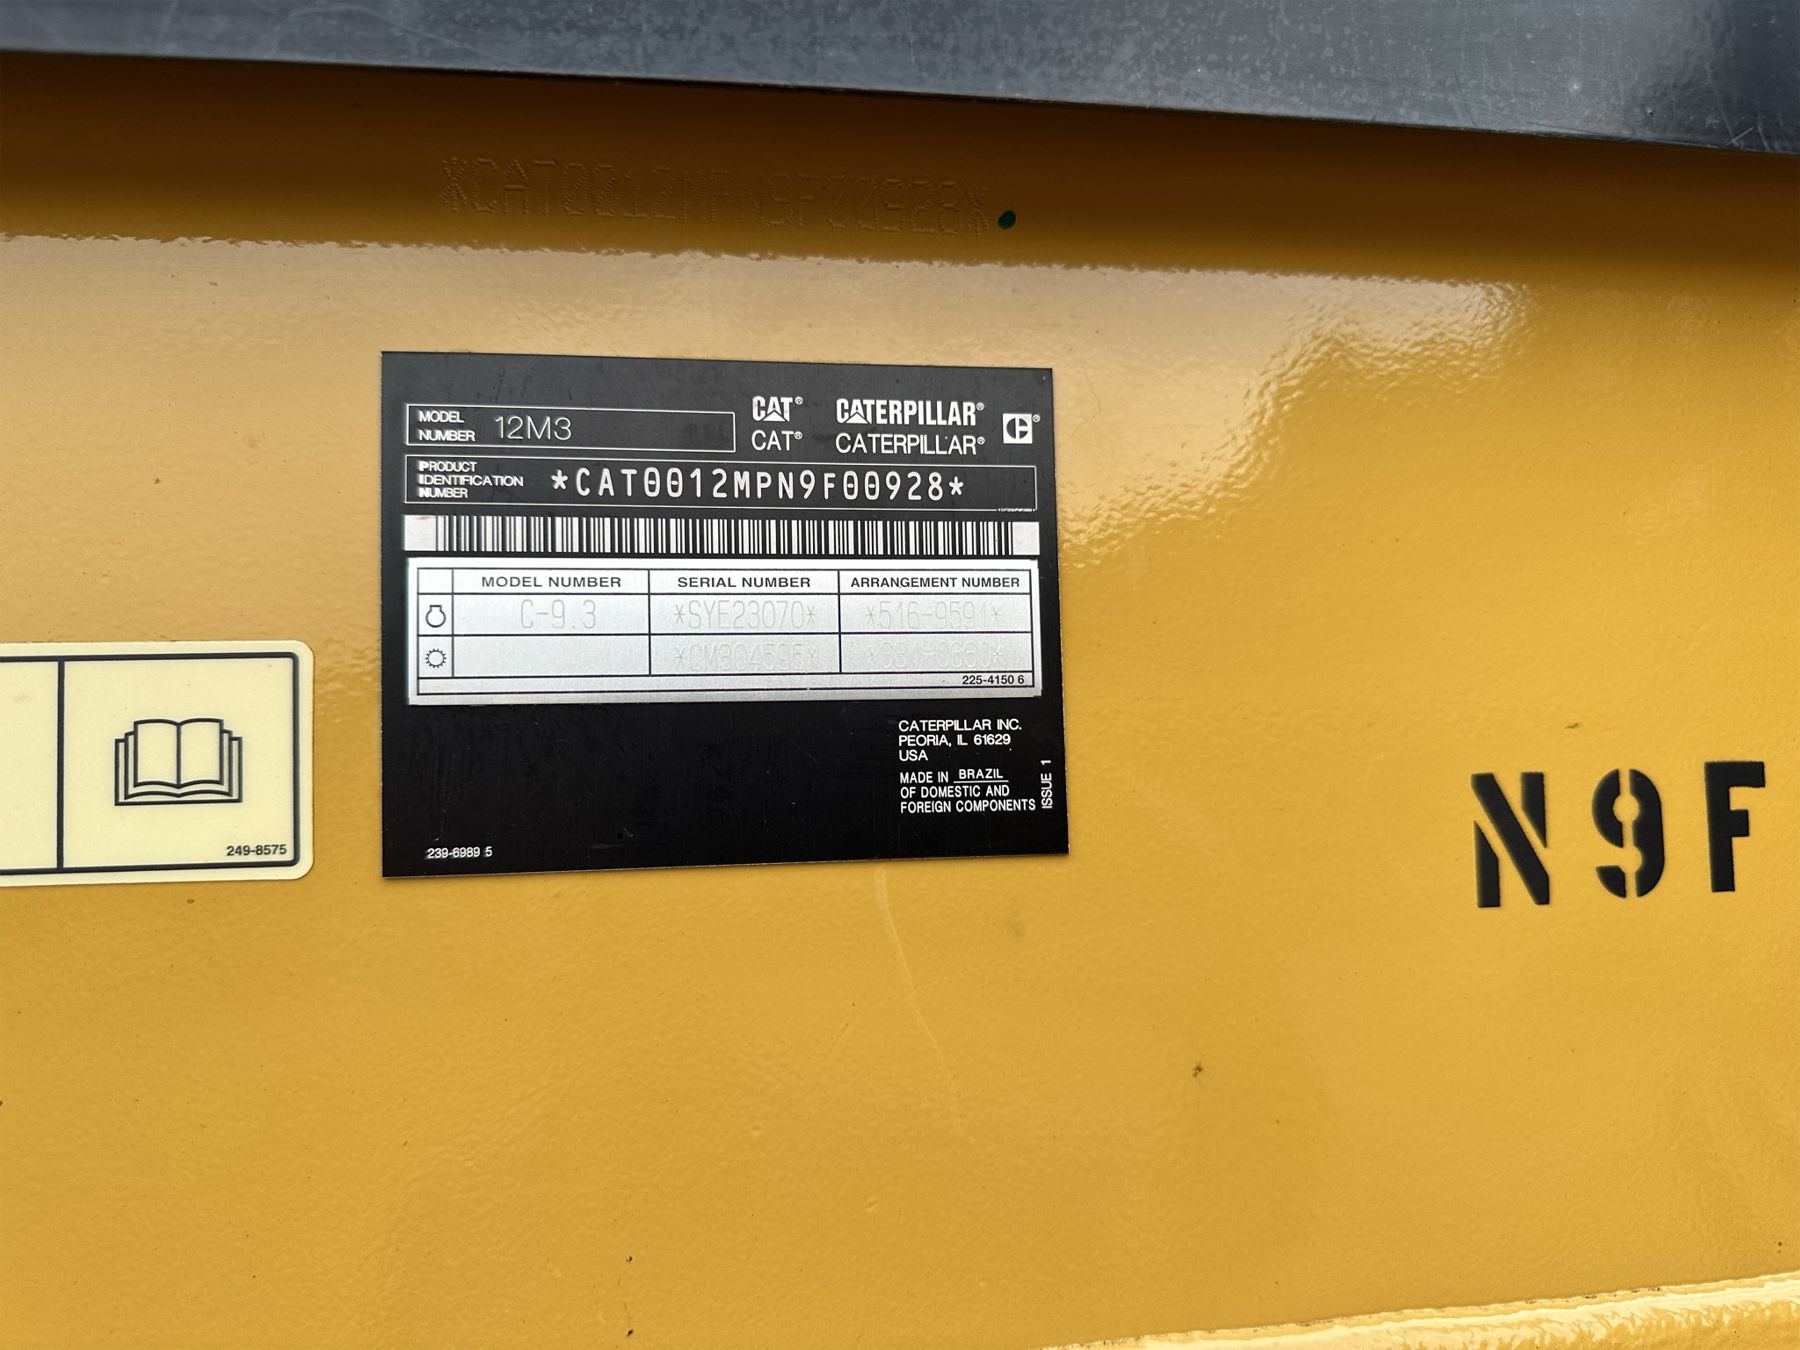 *CAT0012MPN9F00928*
MODEL NUMBER 12M3
CAT® CATERPILLAR® ®
CAT® CATERPILLAR®
PRODUCT IDENTIFICATION NUMBER *CAT0012MPN9F00928*
MODEL NUMBER SERIAL NUMBER ARRANGEMENT NUMBER
C-9.3 *SYE23070* *516-9591*
225-4150 6
CATERPILLAR INC.
PEORIA, IL 61629
USA
MADE IN BRAZIL
OF DOMESTIC AND
FOREIGN COMPONENTS
ISSUE 1
239-6989 5
249-8575
N9F